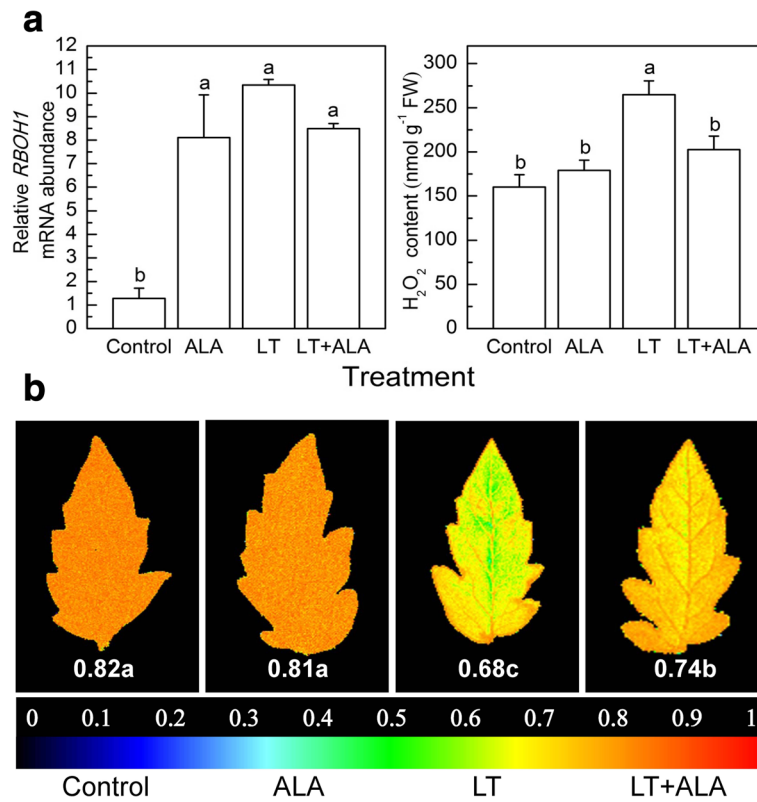 a
12
11
10
9
8
7
6
5
4
3
2
1
0
Relative RBOH1
mRNA abundance
b
a
a
a
Control
ALA
LT
LT+ALA
300
250
200
150
100
50
0
H₂O₂ content (nmol g⁻¹ FW)
b
b
a
b
Control
ALA
LT
LT+ALA
Treatment
b
0.82a
0.81a
0.68c
0.74b
0 0.1 0.2 0.3 0.4 0.5 0.6 0.7 0.8 0.9 1
Control ALA LT LT+ALA